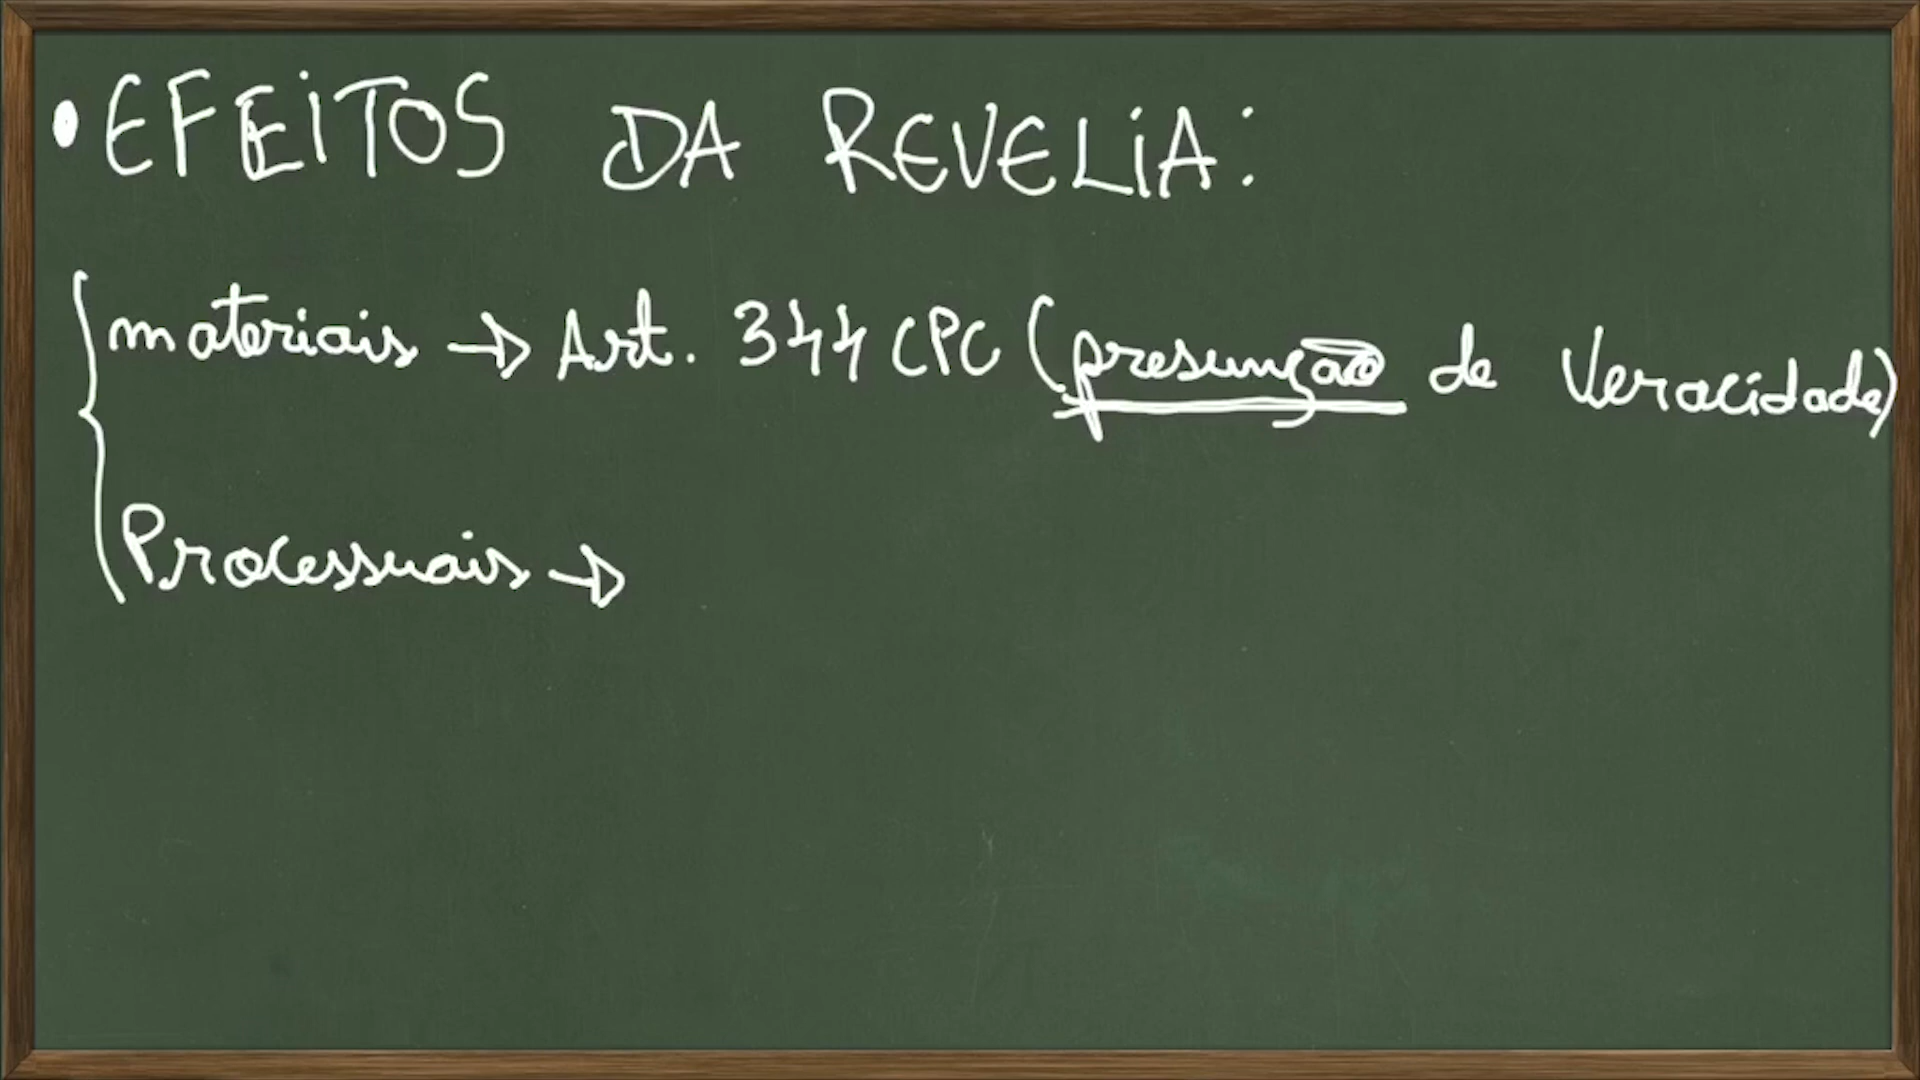 • EFEITOS DA REVELIA:
materiais → Art. 344 CPC (presunção de Veracidade)
Processuais →